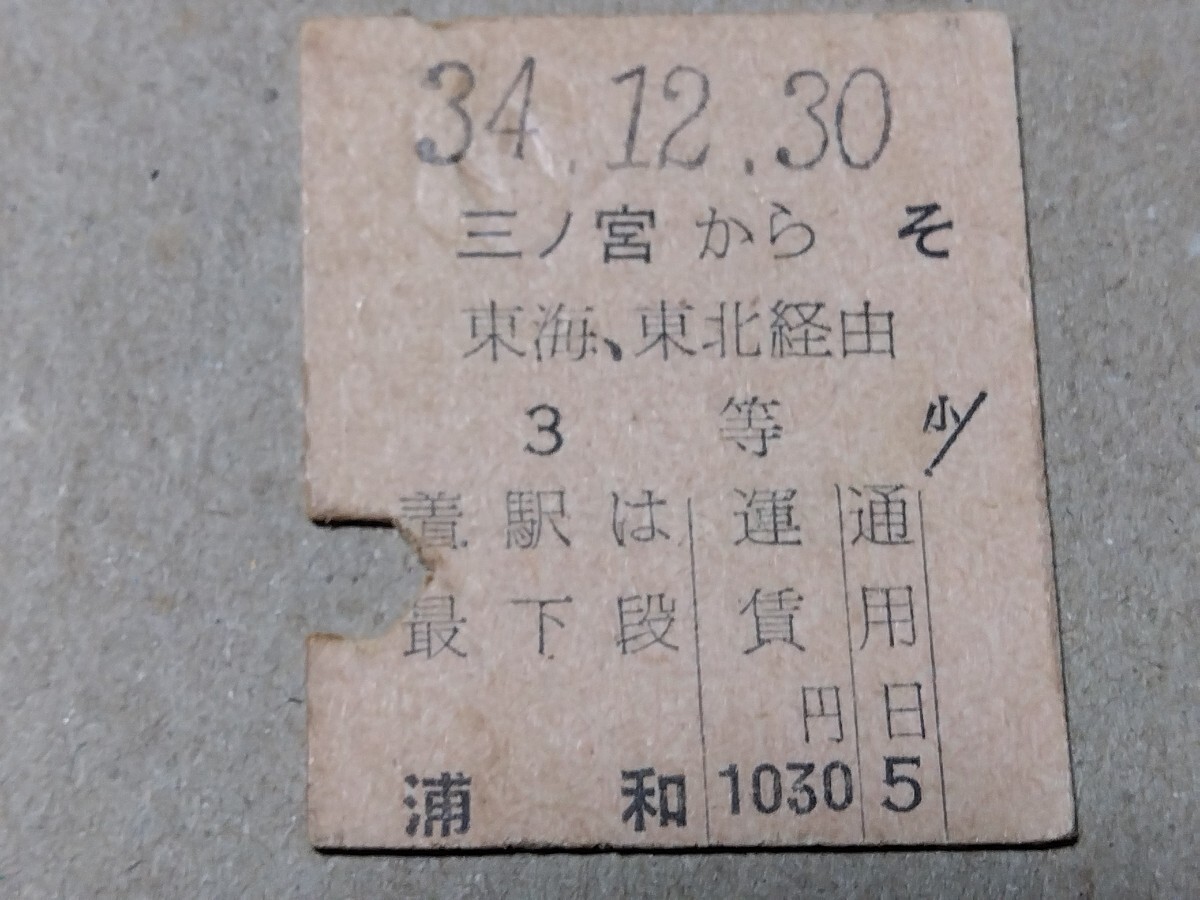 34.12.30
三ノ宮 から そ
東海、東北経由
3 等 小
着駅は 運 通
最下段 賃 用
円 日
浦和 1030 5